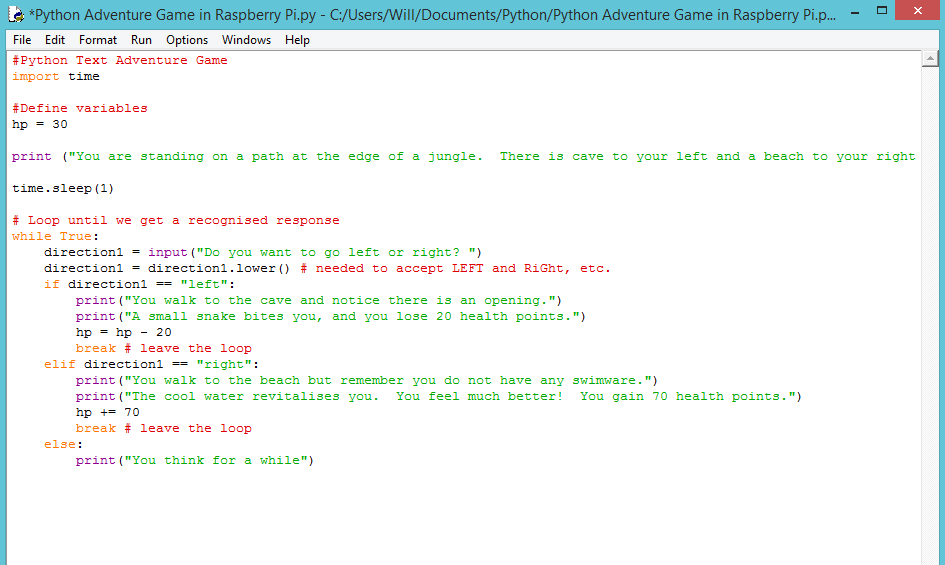 *Python Adventure Game in Raspberry Pi.py - C:/Users/Will/Documents/Python/Python Adventure Game in Raspberry Pi.p...
File Edit Format Run Options Windows Help
#Python Text Adventure Game
import time
#Define variables
hp = 30
print ("You are standing on a path at the edge of a jungle.  There is cave to your left and a beach to your right
time.sleep(1)
# Loop until we get a recognised response
while True:
    direction1 = input("Do you want to go left or right? ")
    direction1 = direction1.lower() # needed to accept LEFT and RiGht, etc.
    if direction1 == "left":
        print("You walk to the cave and notice there is an opening.")
        print("A small snake bites you, and you lose 20 health points.")
        hp = hp - 20
        break # leave the loop
    elif direction1 == "right":
        print("You walk to the beach but remember you do not have any swimware.")
        print("The cool water revitalises you.  You feel much better!  You gain 70 health points.")
        hp += 70
        break # leave the loop
    else:
        print("You think for a while")